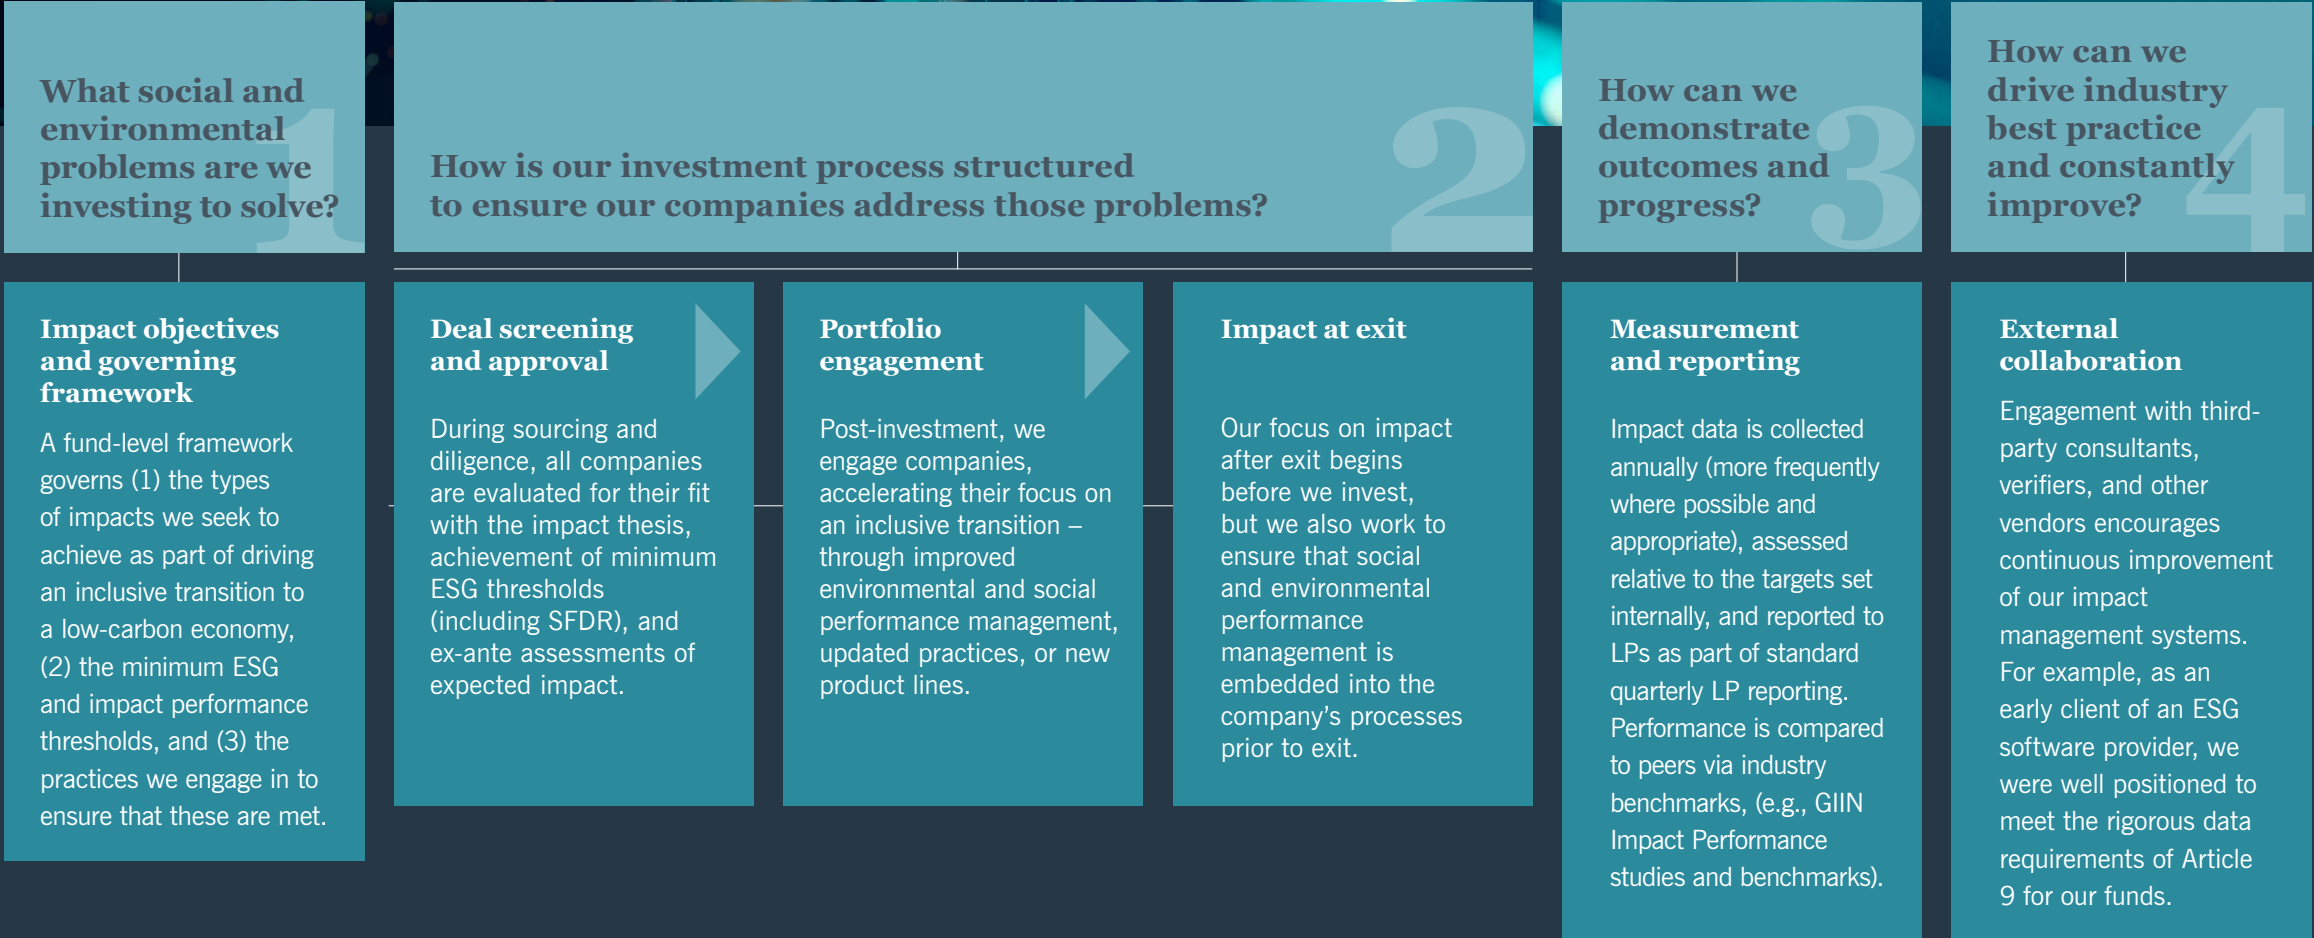 What social and
environmental
problems are we
investing to solve?
1
How is our investment process structured
to ensure our companies address those problems?
2
How can we
demonstrate
outcomes and
progress?
3
How can we
drive industry
best practice
and constantly
improve?
4
Impact objectives
and governing
framework
A fund-level framework
governs (1) the types
of impacts we seek to
achieve as part of driving
an inclusive transition to
a low-carbon economy,
(2) the minimum ESG
and impact performance
thresholds, and (3) the
practices we engage in to
ensure that these are met.
Deal screening
and approval
During sourcing and
diligence, all companies
are evaluated for their fit
with the impact thesis,
achievement of minimum
ESG thresholds
(including SFDR), and
ex-ante assessments of
expected impact.
Portfolio
engagement
Post-investment, we
engage companies,
accelerating their focus on
an inclusive transition –
through improved
environmental and social
performance management,
updated practices, or new
product lines.
Impact at exit
Our focus on impact
after exit begins
before we invest,
but we also work to
ensure that social
and environmental
performance
management is
embedded into the
company’s processes
prior to exit.
Measurement
and reporting
Impact data is collected
annually (more frequently
where possible and
appropriate), assessed
relative to the targets set
internally, and reported to
LPs as part of standard
quarterly LP reporting.
Performance is compared
to peers via industry
benchmarks, (e.g., GIIN
Impact Performance
studies and benchmarks).
External
collaboration
Engagement with third-
party consultants,
verifiers, and other
vendors encourages
continuous improvement
of our impact
management systems.
For example, as an
early client of an ESG
software provider, we
were well positioned to
meet the rigorous data
requirements of Article
9 for our funds.